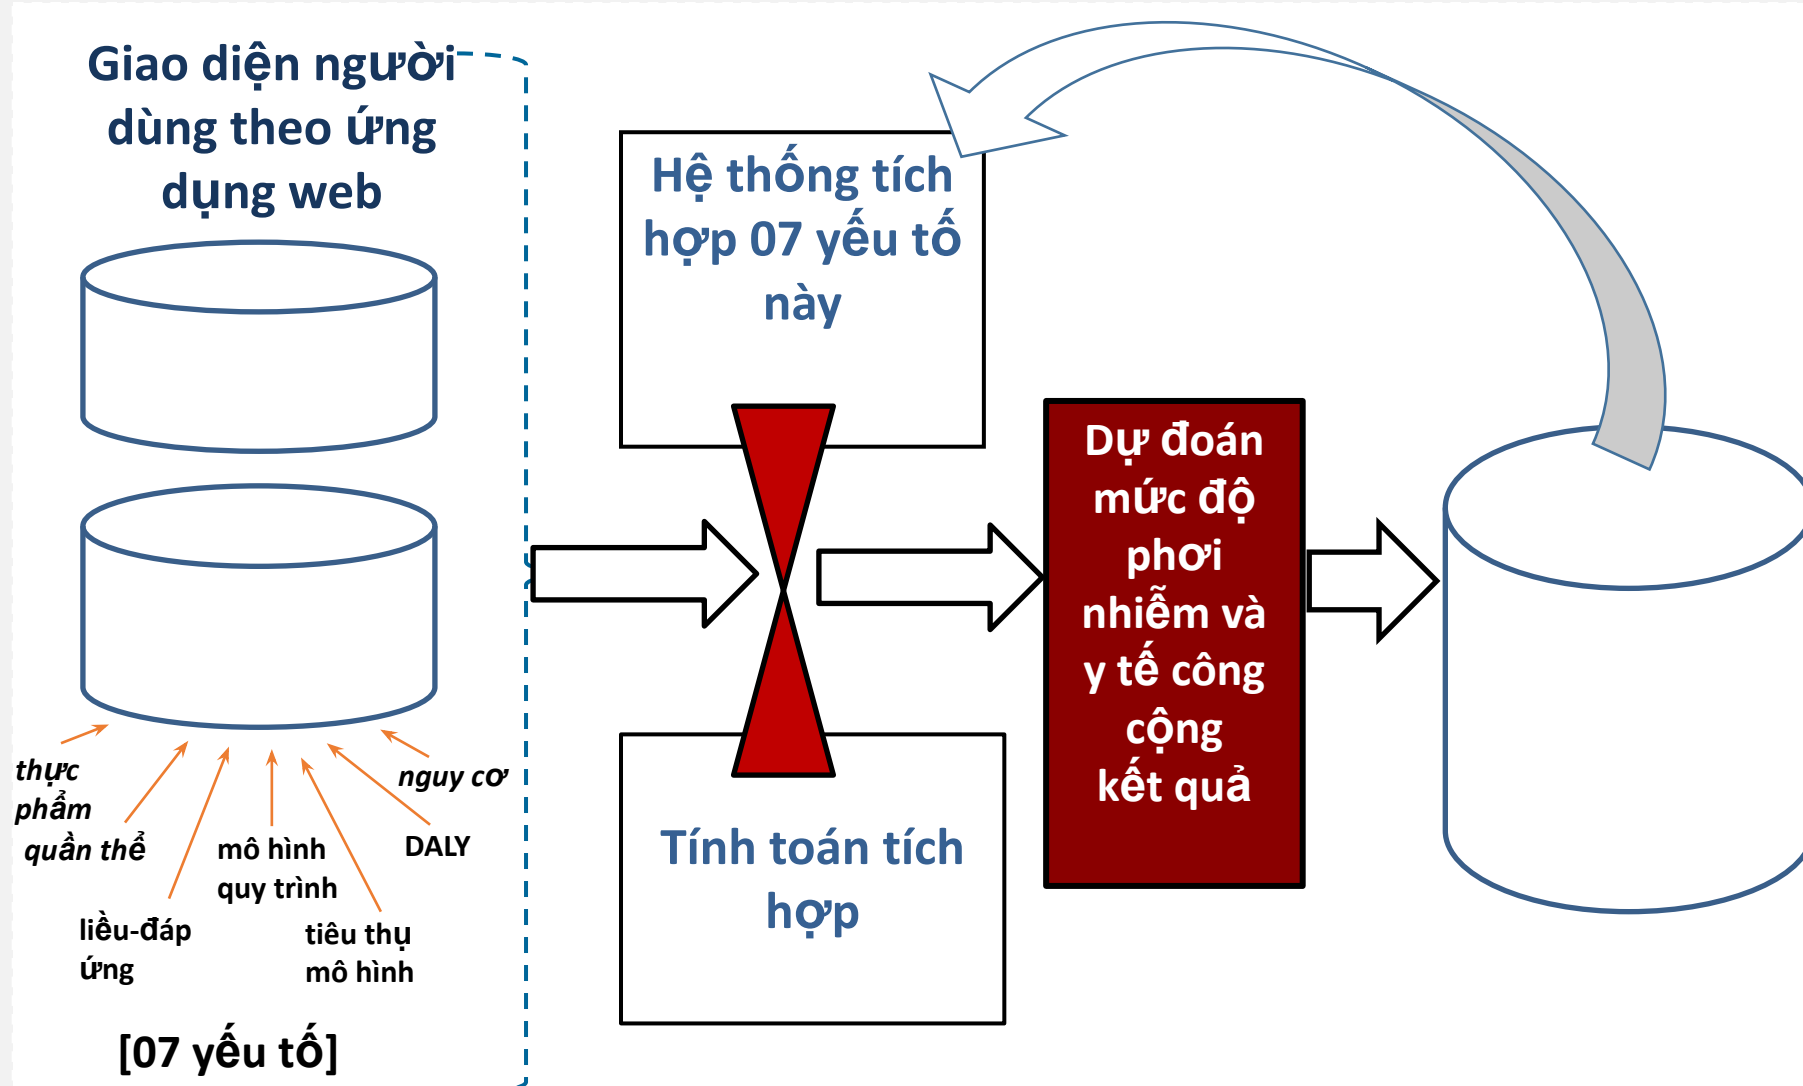 Giao diện người
dùng theo ứng
dụng web
thực
phẩm
quần thể
liều-đáp
ứng
mô hình
quy trình
tiêu thụ
mô hình
DALY
nguy cơ
[07 yếu tố]
Hệ thống tích
hợp 07 yếu tố
này
Tính toán tích
hợp
Dự đoán
mức độ
phơi
nhiễm và
y tế công
cộng
kết quả